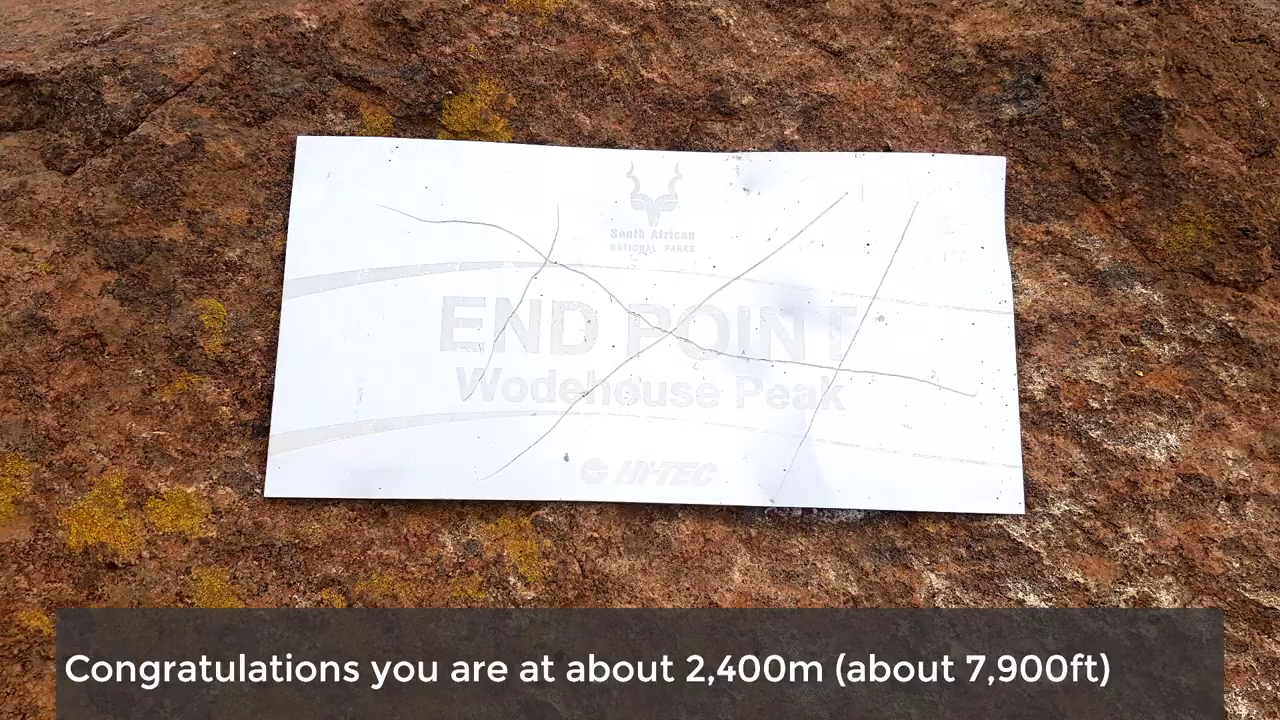 South African
NATIONAL PARKS
END POINT
Wodehouse Peak
HI-TEC
Congratulations you are at about 2,400m (about 7,900ft)